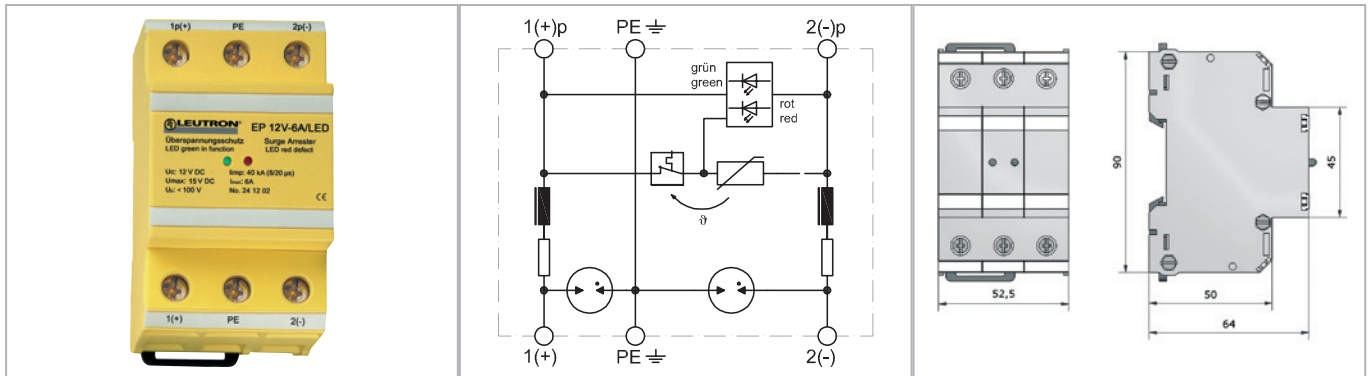 1p(+) PE 2p(-)
LEUTRON® EP 12V-6A/LED
Überspannungsschutz Surge Arrester
LED green in function LED red defect
Uc: 12 V DC Iimp: 40 kA (8/20 µs)
Umax: 15 V DC Imax: 6A
Up: < 100 V No. 24 12 02
CE
1(+) PE 2(-)
1(+)p PE 2(-)p
grün
green
rot
red
ϑ
1(+) PE 2(-)
90
45
52,5
50
64